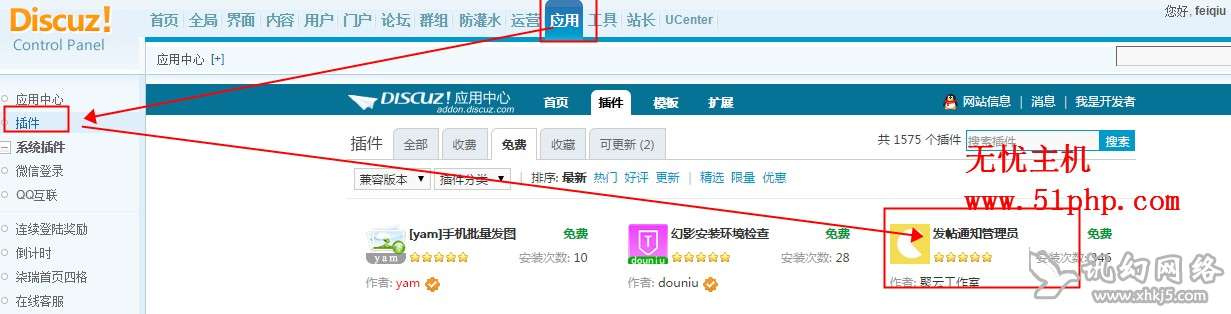 Discuz!
Control Panel
首页 全局 界面 内容 用户 门户 论坛 群组 防灌水 运营 应用 工具 站长 UCenter
您好, feiqiu
应用中心 [+]
应用中心
插件
系统插件
微信登录
QQ互联
连续登陆奖励
倒计时
柒瑞首页四格
在线客服
DISCUZ! 应用中心
addon.discuz.com
首页 插件 模板 扩展
网站信息 | 消息 | 我是开发者
插件 全部 收费 免费 收藏 可更新 (2)
共 1575 个插件 搜索插件 搜索
兼容版本 插件分类 | 排序: 最新 热门 好评 更新 | 精选 限量 优惠
无忧主机
www.51php.com
[yam]手机批量发图 免费
yam
安装次数: 10
作者: yam
幻影安装环境检查 免费
douniu
安装次数: 28
作者: douniu
发帖通知管理员 免费
安装次数: 346
作者: 聚云工作室
讯幻网络
www.xhkj5.com